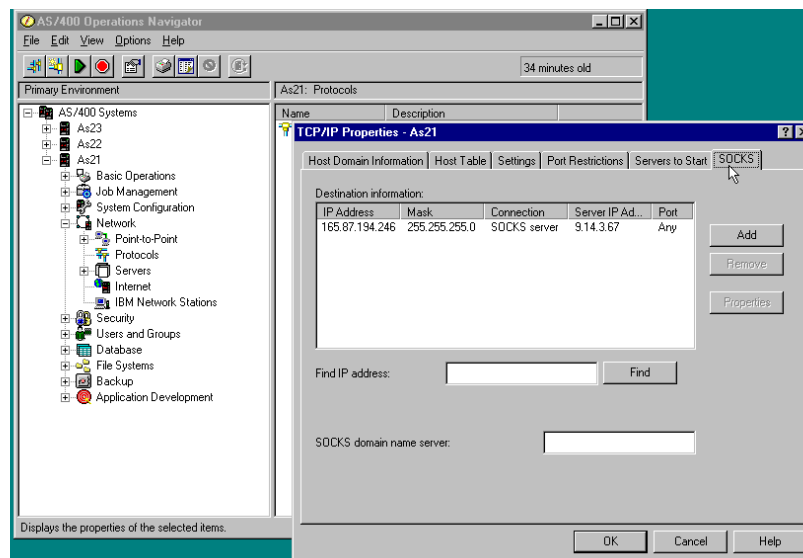 AS/400 Operations Navigator
File Edit View Options Help
34 minutes old
Primary Environment
As21: Protocols
AS/400 Systems
As23
As22
As21
Basic Operations
Job Management
System Configuration
Network
Point-to-Point
Protocols
Servers
Internet
IBM Network Stations
Security
Users and Groups
Database
File Systems
Backup
Application Development
Name Description
TCP/IP Properties - As21
Host Domain Information Host Table Settings Port Restrictions Servers to Start SOCKS
Destination information:
IP Address Mask Connection Server IP Ad... Port
165.87.194.246 255.255.255.0 SOCKS server 9.14.3.67 Any
Add
Remove
Properties
Find IP address:
Find
SOCKS domain name server:
OK Cancel Help
Displays the properties of the selected items.